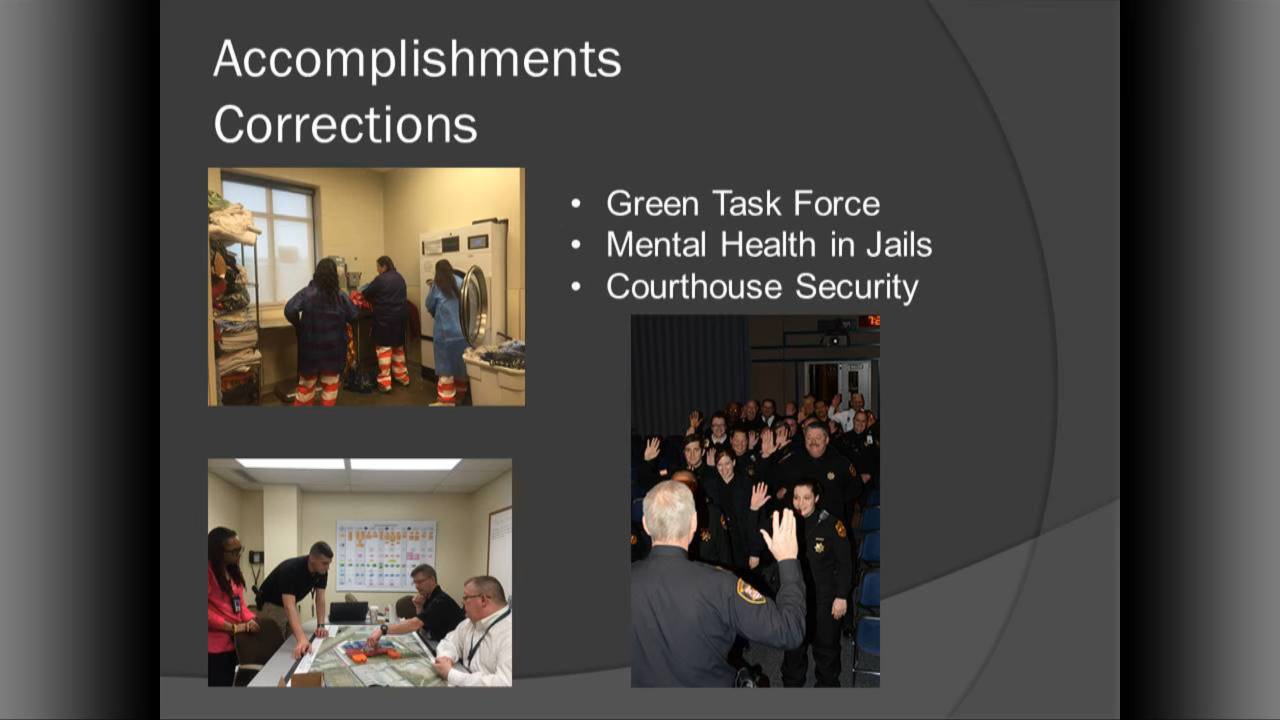 Accomplishments
Corrections
• Green Task Force
• Mental Health in Jails
• Courthouse Security